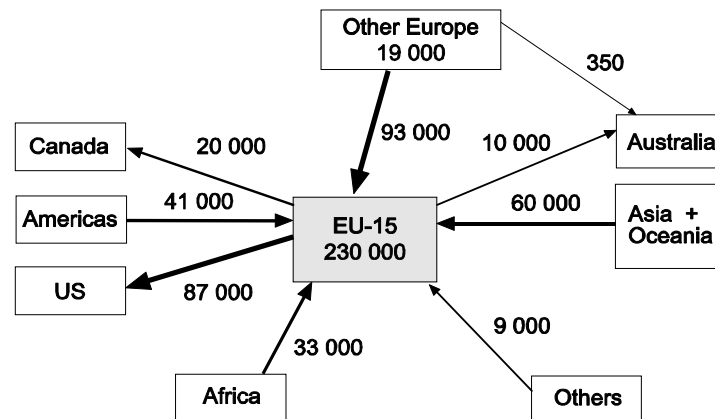 Other Europe
19 000
350
Canada
20 000
93 000
10 000
Australia
Americas
41 000
EU-15
230 000
60 000
Asia +
Oceania
US
87 000
33 000
9 000
Africa
Others